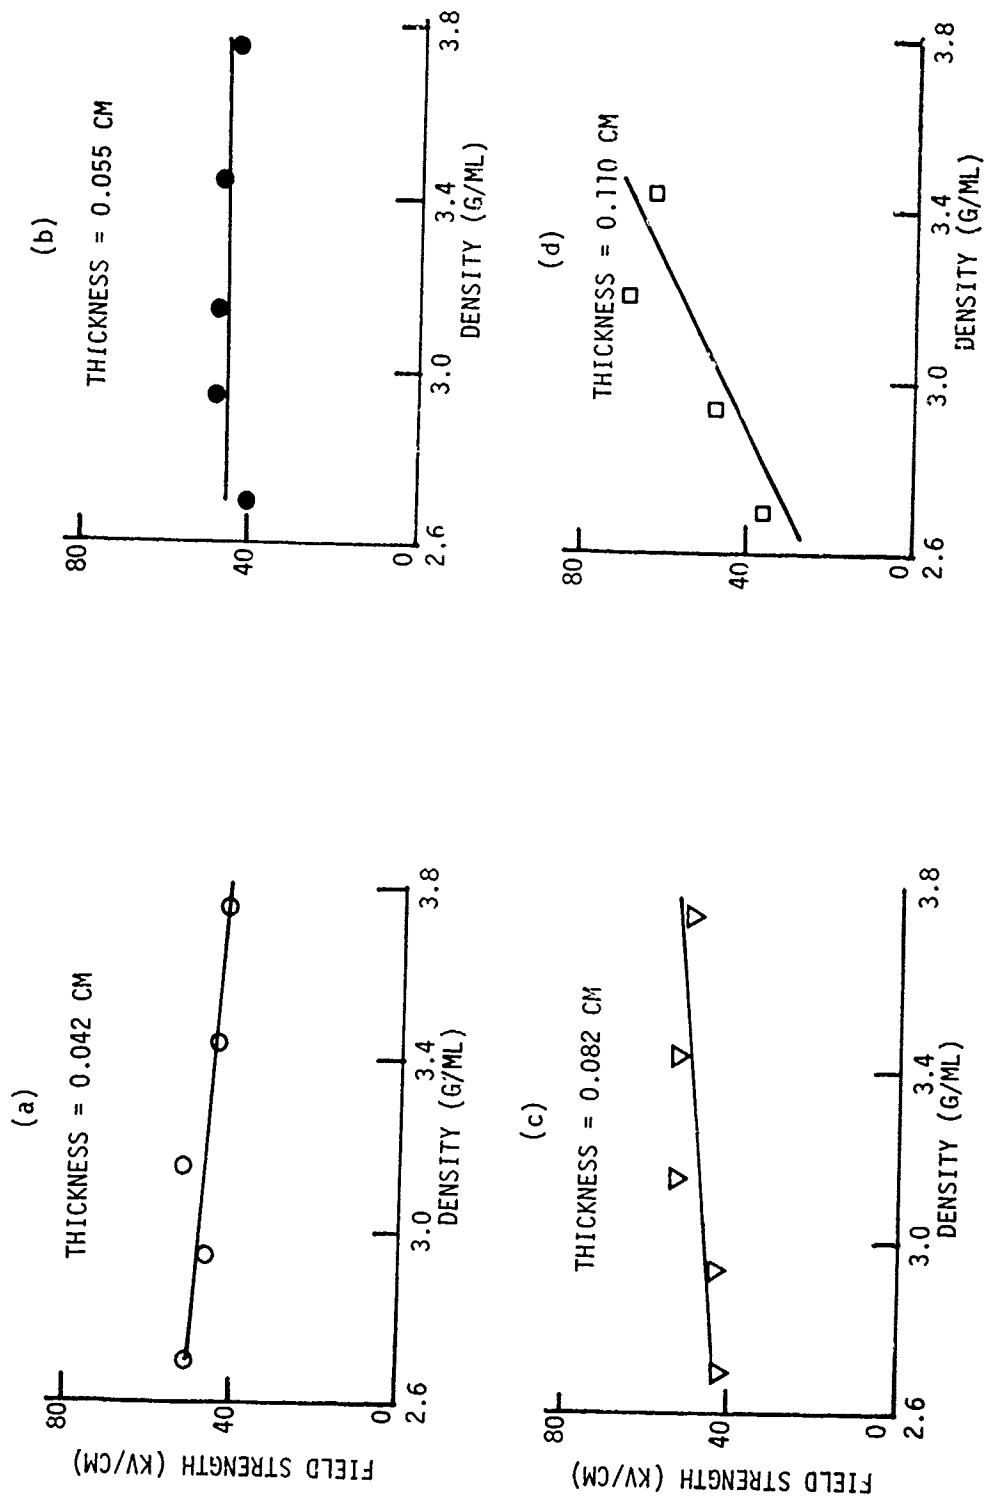 (a)
THICKNESS = 0.042 CM
80
40
0
2.6
3.0
3.4
3.8
FIELD STRENGTH (KV/CM)
DENSITY (G/ML)
(b)
THICKNESS = 0.055 CM
80
40
0
2.6
3.0
3.4
3.8
DENSITY (G/ML)
(c)
THICKNESS = 0.082 CM
80
40
0
2.6
3.0
3.4
3.8
FIELD STRENGTH (KV/CM)
DENSITY (G/ML)
(d)
THICKNESS = 0.110 CM
80
40
0
2.6
3.0
3.4
3.8
DENSITY (G/ML)